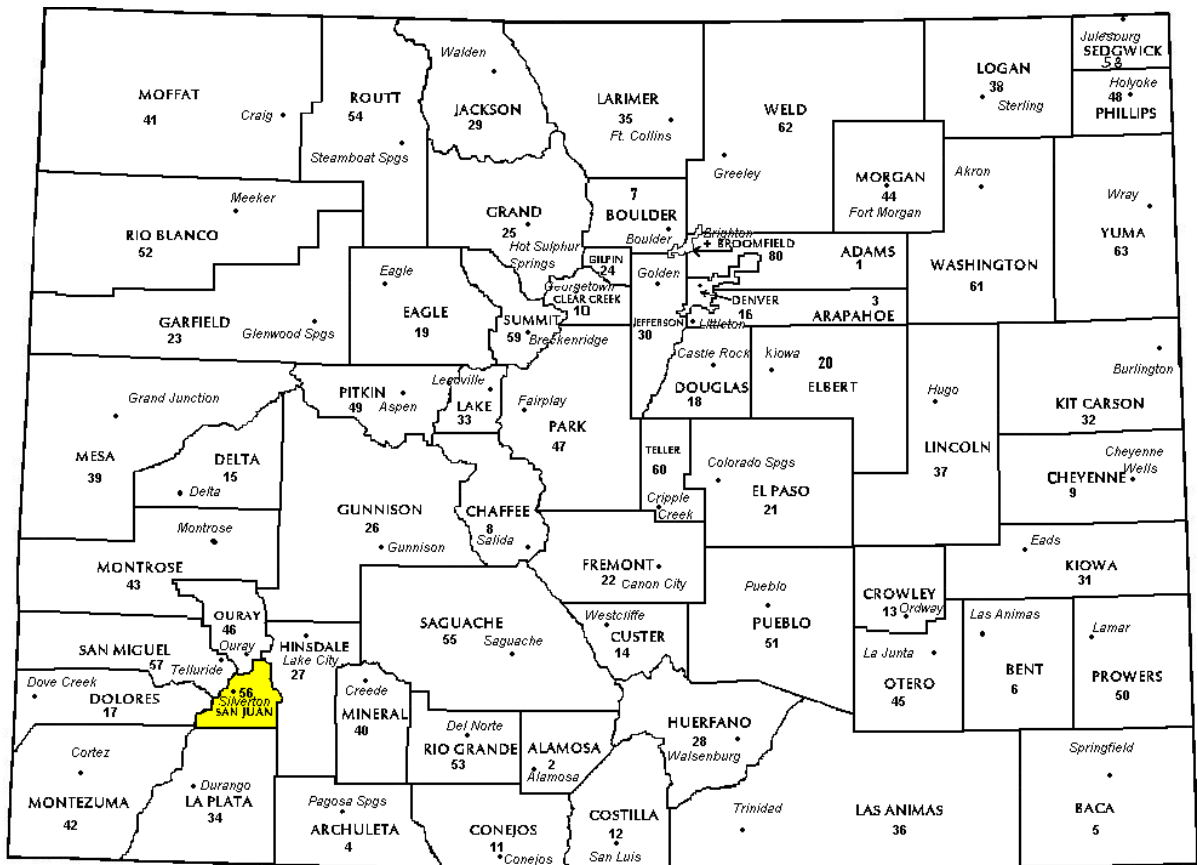 MOFFAT
41
Craig
ROUTT
54
Steamboat Spgs
Walden
JACKSON
29
LARIMER
35
Ft. Collins
WELD
62
Greeley
LOGAN
38
Sterling
Julesburg
SEDGWICK
58
Holyoke
48
PHILLIPS
MORGAN
44
Fort Morgan
Akron
WASHINGTON
61
Wray
YUMA
63
RIO BLANCO
52
Meeker
GRAND
25
Hot Sulphur
Springs
7
BOULDER
Boulder
GILPIN
24
Georgetown
CLEAR CREEK
10
Brighton
BROOMFIELD
80
ADAMS
1
Golden
JEFFERSON
30
DENVER
16
3
ARAPAHOE
Littleton
GARFIELD
23
Glenwood Spgs
Eagle
EAGLE
19
SUMMIT
59
Breckenridge
Castle Rock
DOUGLAS
18
Kiowa
20
ELBERT
Hugo
LINCOLN
37
Burlington
KIT CARSON
32
Cheyenne
Wells
CHEYENNE
9
Grand Junction
MESA
39
DELTA
15
Delta
PITKIN
49
Aspen
Leadville
LAKE
33
Fairplay
PARK
47
TELLER
60
Cripple
Creek
Colorado Spgs
EL PASO
21
GUNNISON
26
Gunnison
CHAFFEE
8
Salida
Montrose
MONTROSE
43
FREMONT
22
Canon City
Eads
KIOWA
31
CROWLEY
13
Ordway
Pueblo
PUEBLO
51
OURAY
46
Ouray
SAN MIGUEL
57
Telluride
HINSDALE
Lake City
27
SAGUACHE
55
Saguache
Westcliffe
CUSTER
14
La Junta
OTERO
45
Las Animas
BENT
6
Lamar
PROWERS
50
Dove Creek
DOLORES
17
56
Silverton
SAN JUAN
Creede
MINERAL
40
Del Norte
RIO GRANDE
53
ALAMOSA
2
Alamosa
HUERFANO
28
Walsenburg
Cortez
MONTEZUMA
42
Durango
LA PLATA
34
Pagosa Spgs
ARCHULETA
4
CONEJOS
11
Conejos
COSTILLA
12
San Luis
Trinidad
LAS ANIMAS
36
Springfield
BACA
5